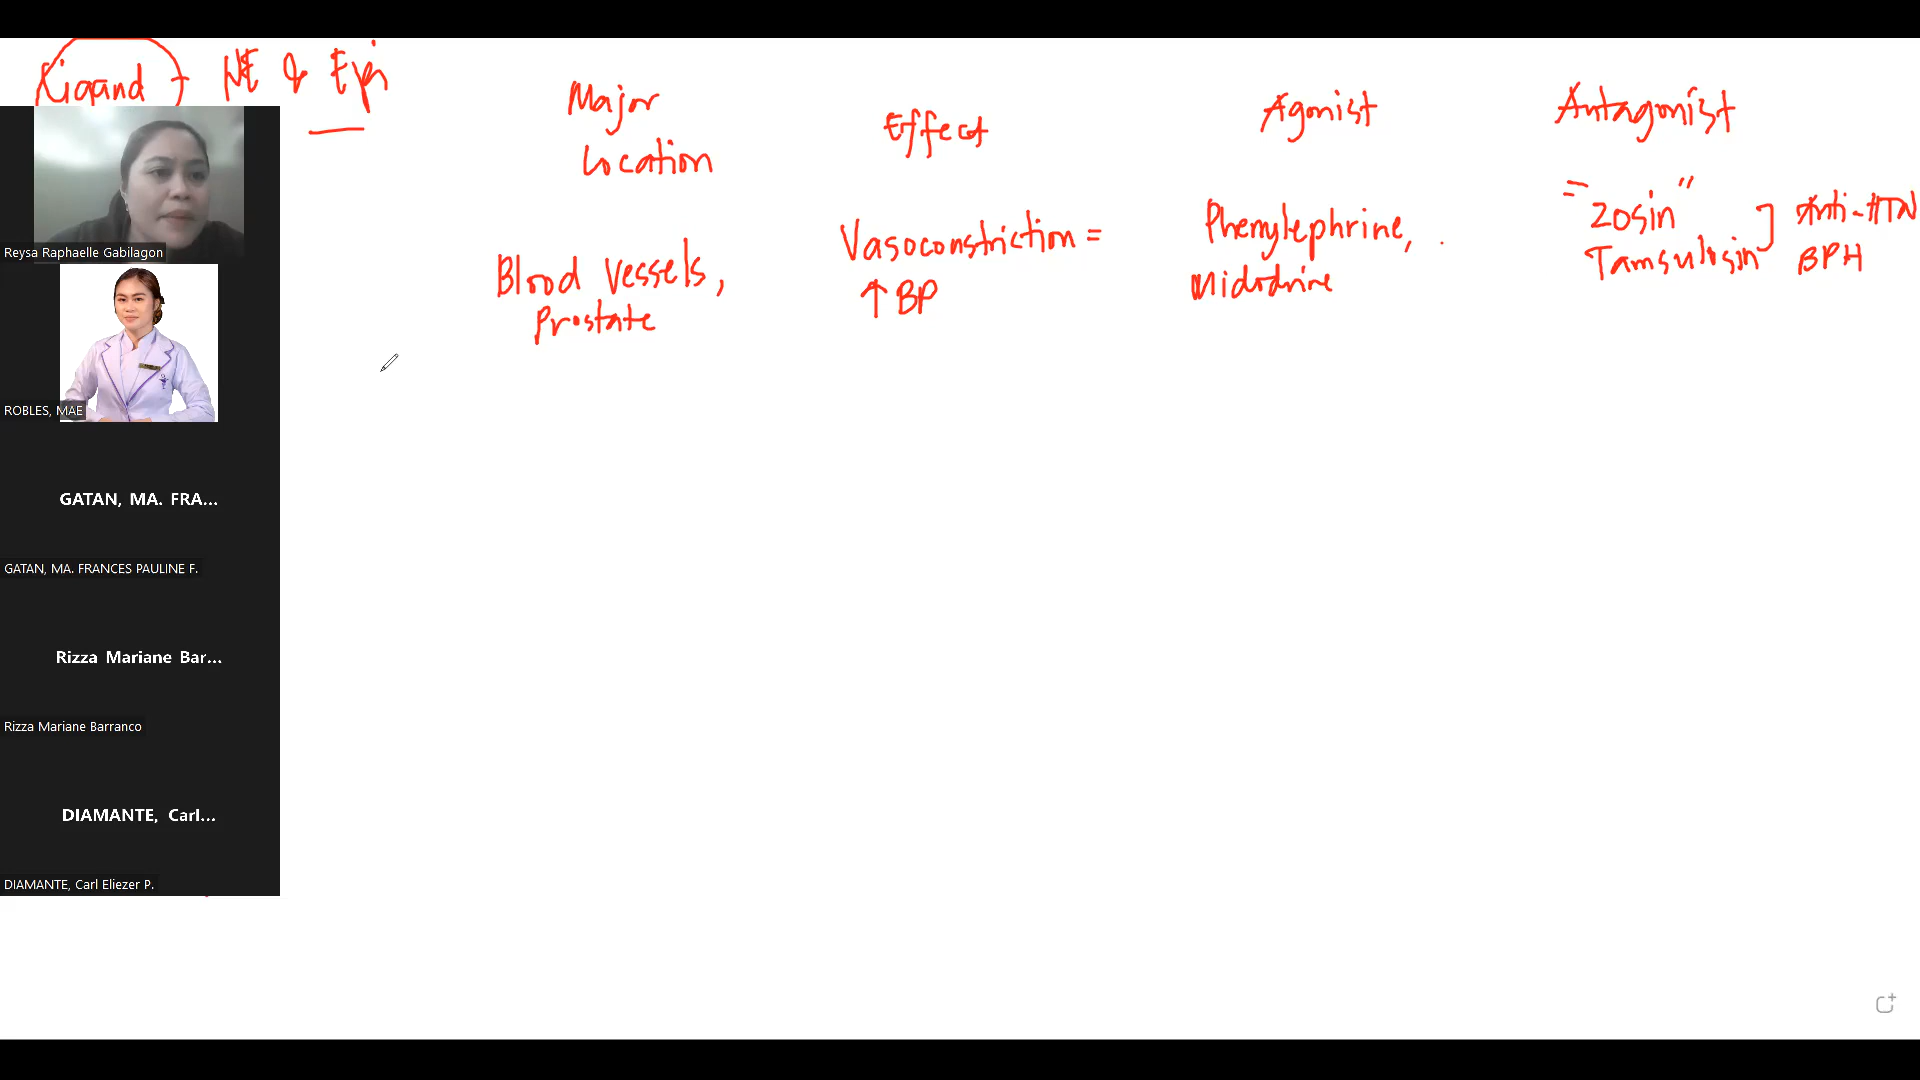 Ligand - NE & Epi
Major
Location
Effect
Agonist
Antagonist
Blood vessels,
prostate
Vasoconstriction =
↑ BP
Phenylephrine,
Midodrine
"zosin"
Tamsulosin
Anti-HTN
BPH
Reysa Raphaelle Gabilagon
ROBLES, MAE
GATAN, MA. FRA...
GATAN, MA. FRANCES PAULINE F.
Rizza Mariane Bar...
Rizza Mariane Barranco
DIAMANTE, Carl...
DIAMANTE, Carl Eliezer P.